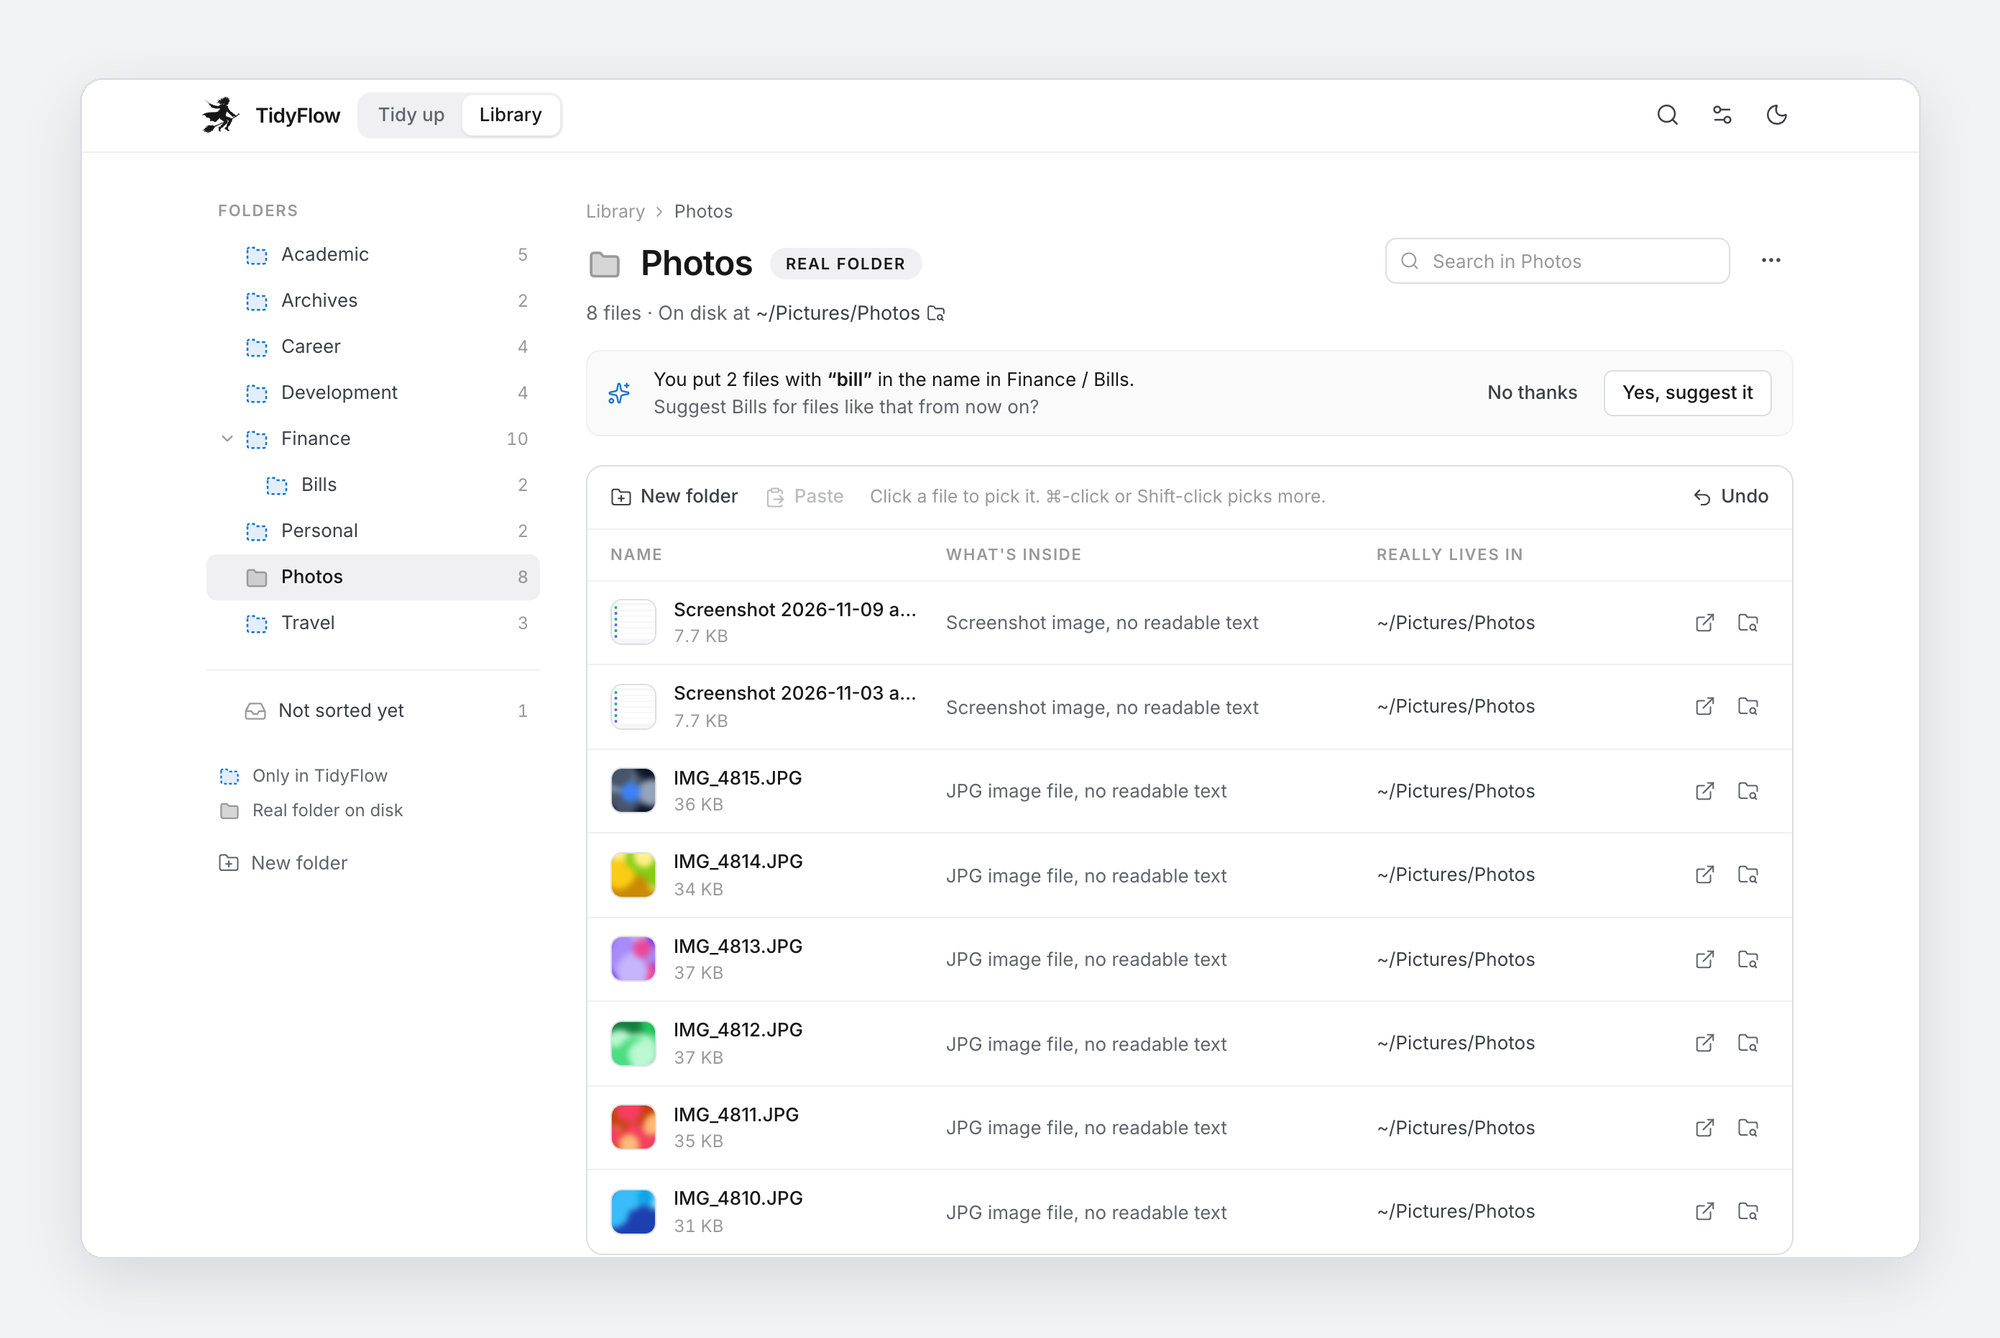 TidyFlow
Tidy up
Library
FOLDERS
Academic 5
Archives 2
Career 4
Development 4
Finance 10
Bills 2
Personal 2
Photos 8
Travel 3
Not sorted yet 1
Only in TidyFlow
Real folder on disk
New folder
Library > Photos
Photos REAL FOLDER
Search in Photos
8 files · On disk at ~/Pictures/Photos
You put 2 files with “bill” in the name in Finance / Bills.
Suggest Bills for files like that from now on?
No thanks
Yes, suggest it
New folder Paste Click a file to pick it. ⌘-click or Shift-click picks more. Undo
NAME WHAT'S INSIDE REALLY LIVES IN
Screenshot 2026-11-09 a...
7.7 KB
Screenshot image, no readable text
~/Pictures/Photos
Screenshot 2026-11-03 a...
7.7 KB
Screenshot image, no readable text
~/Pictures/Photos
IMG_4815.JPG
36 KB
JPG image file, no readable text
~/Pictures/Photos
IMG_4814.JPG
34 KB
JPG image file, no readable text
~/Pictures/Photos
IMG_4813.JPG
37 KB
JPG image file, no readable text
~/Pictures/Photos
IMG_4812.JPG
37 KB
JPG image file, no readable text
~/Pictures/Photos
IMG_4811.JPG
35 KB
JPG image file, no readable text
~/Pictures/Photos
IMG_4810.JPG
31 KB
JPG image file, no readable text
~/Pictures/Photos